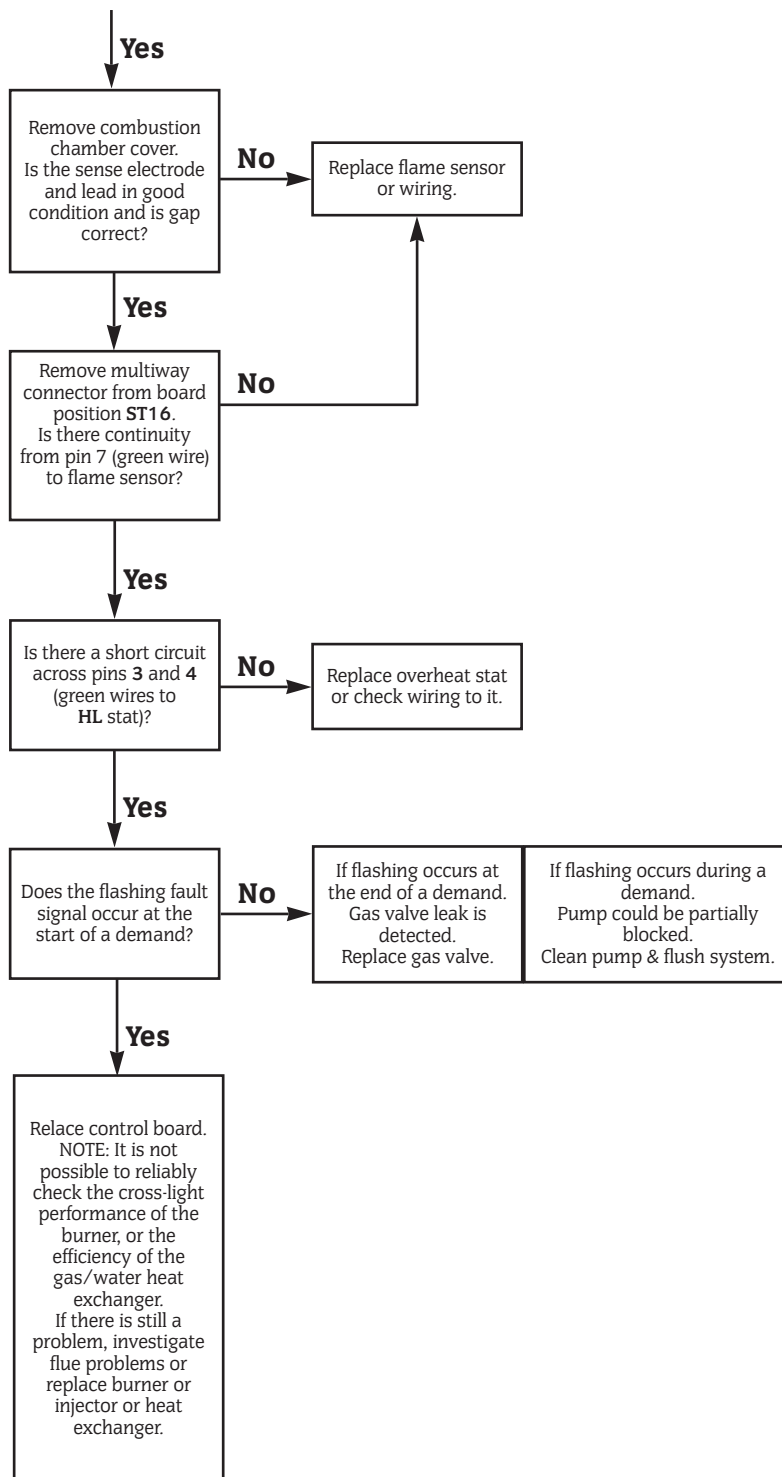 Yes
Remove combustion
chamber cover.
Is the sense electrode
and lead in good
condition and is gap
correct?
No
Replace flame sensor
or wiring.
Yes
Remove multiway
connector from board
position ST16.
Is there continuity
from pin 7 (green wire)
to flame sensor?
No
Yes
Is there a short circuit
across pins 3 and 4
(green wires to
HL stat)?
No
Replace overheat stat
or check wiring to it.
Yes
Does the flashing fault
signal occur at the
start of a demand?
No
If flashing occurs at
the end of a demand.
Gas valve leak is
detected.
Replace gas valve.
If flashing occurs during a
demand.
Pump could be partially
blocked.
Clean pump & flush system.
Yes
Relace control board.
NOTE: It is not
possible to reliably
check the cross-light
performance of the
burner, or the
efficiency of the
gas/water heat
exchanger.
If there is still a
problem, investigate
flue problems or
replace burner or
injector or heat
exchanger.